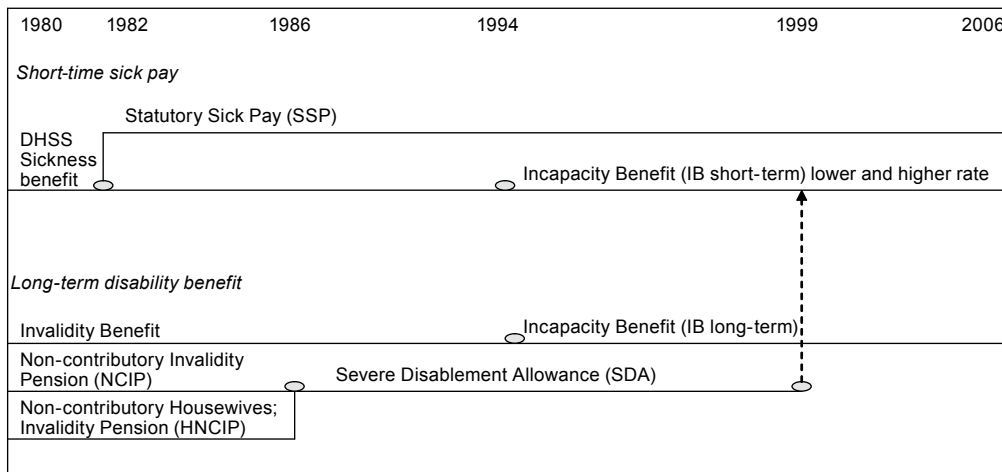 1980 1982 1986 1994 1999 2006
Short-time sick pay
Statutory Sick Pay (SSP)
DHSS
Sickness
benefit
Incapacity Benefit (IB short-term) lower and higher rate
Long-term disability benefit
Invalidity Benefit
Incapacity Benefit (IB long-term)
Non-contributory Invalidity
Pension (NCIP)
Severe Disablement Allowance (SDA)
Non-contributory Housewives;
Invalidity Pension (HNCIP)